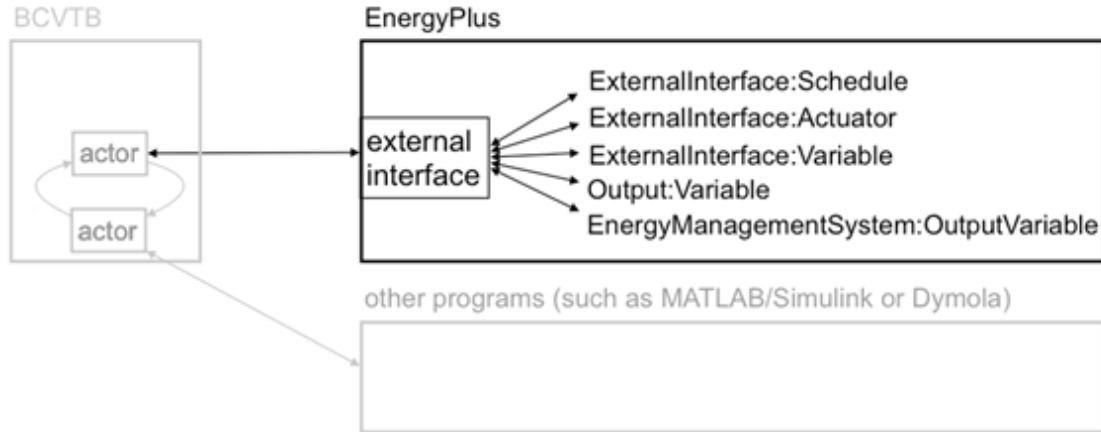 BCVTB
EnergyPlus
actor
actor
external
interface
ExternalInterface:Schedule
ExternalInterface:Actuator
ExternalInterface:Variable
Output:Variable
EnergyManagementSystem:OutputVariable
other programs (such as MATLAB/Simulink or Dymola)